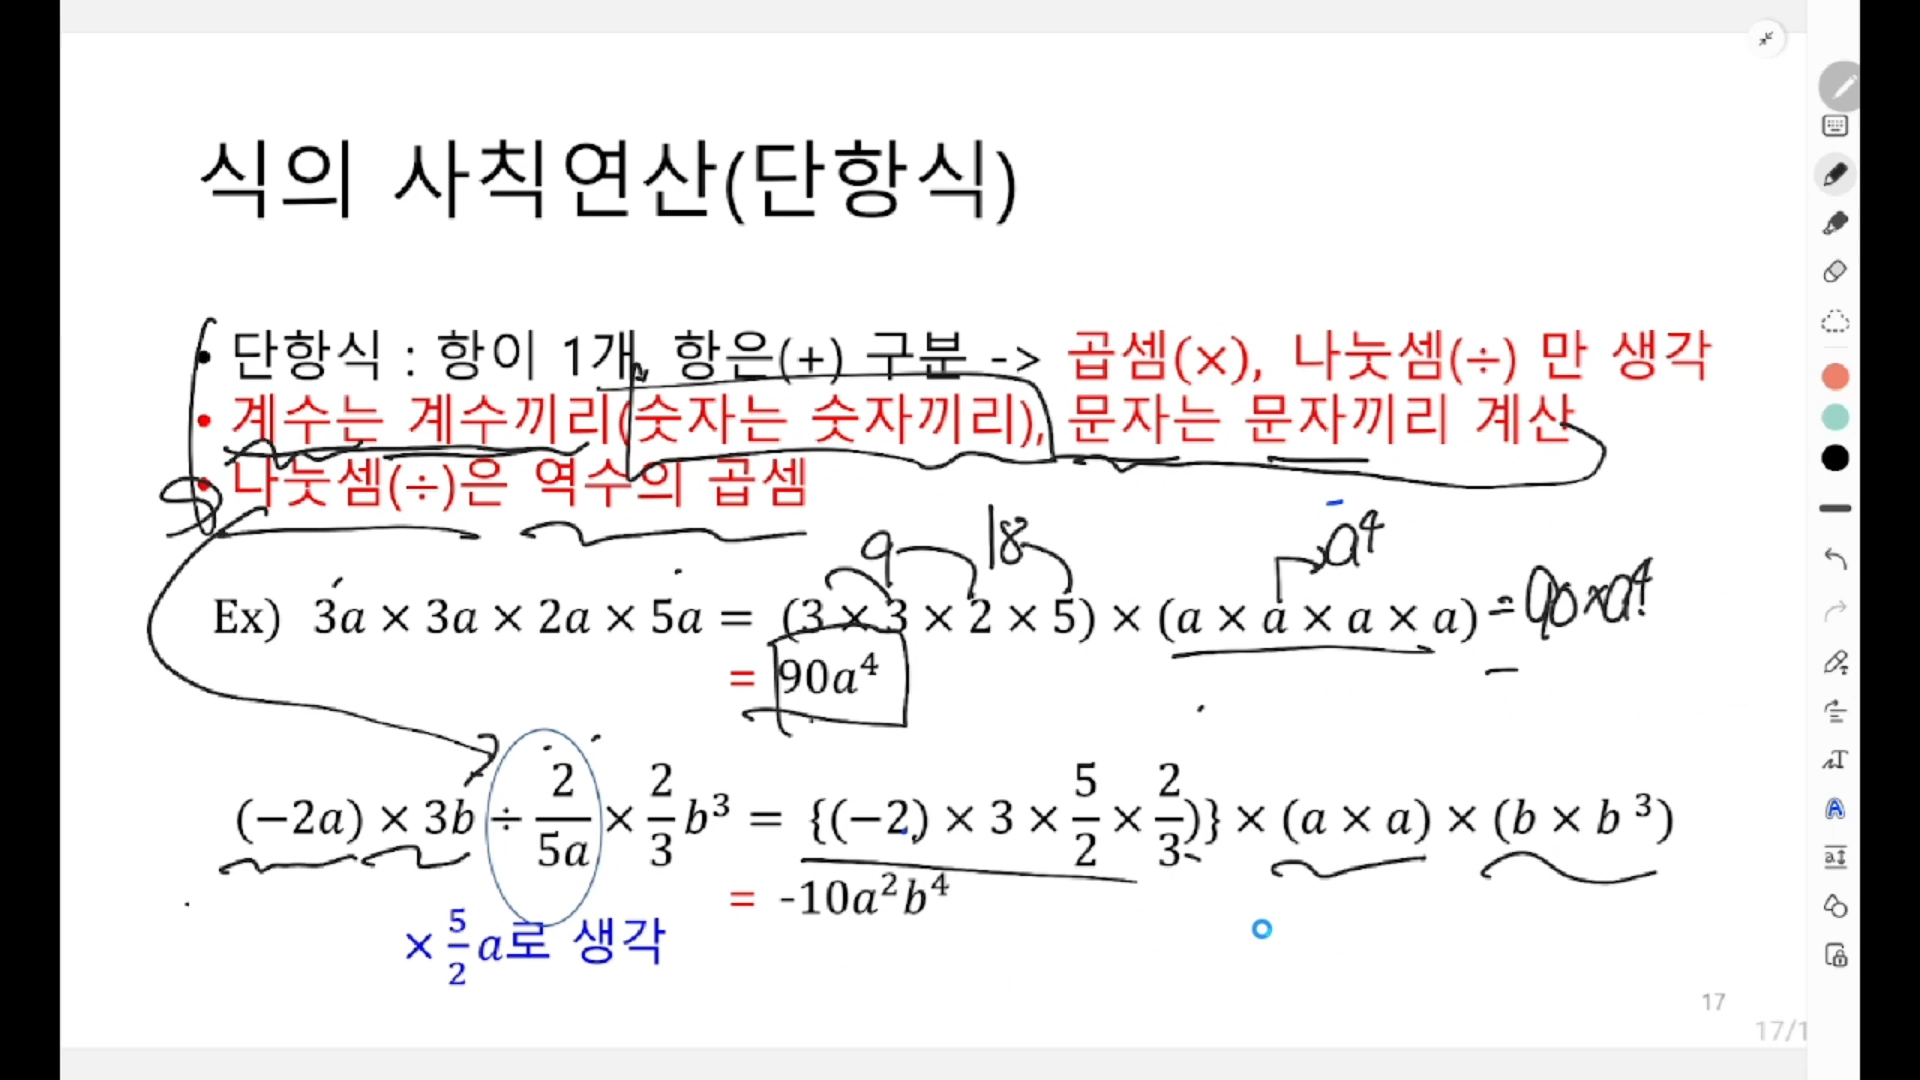 식의 사칙연산(단항식)
• 단항식 : 항이 1개, 항은(+) 구분 -> 곱셈(×), 나눗셈(÷) 만 생각
• 계수는 계수끼리(숫자는 숫자끼리), 문자는 문자끼리 계산
• 나눗셈(÷)은 역수의 곱셈
9 18 a⁴
Ex) 3a × 3a × 2a × 5a = (3 × 3 × 2 × 5) × (a × a × a × a) = 90×a⁴
= 90a⁴
(−2a) × 3b ÷ 2/5a × 2/3 b³ = {(−2) × 3 × 5/2 × 2/3)} × (a × a) × (b × b ³)
= -10a²b⁴
× 5/2 a로 생각
17
17/1